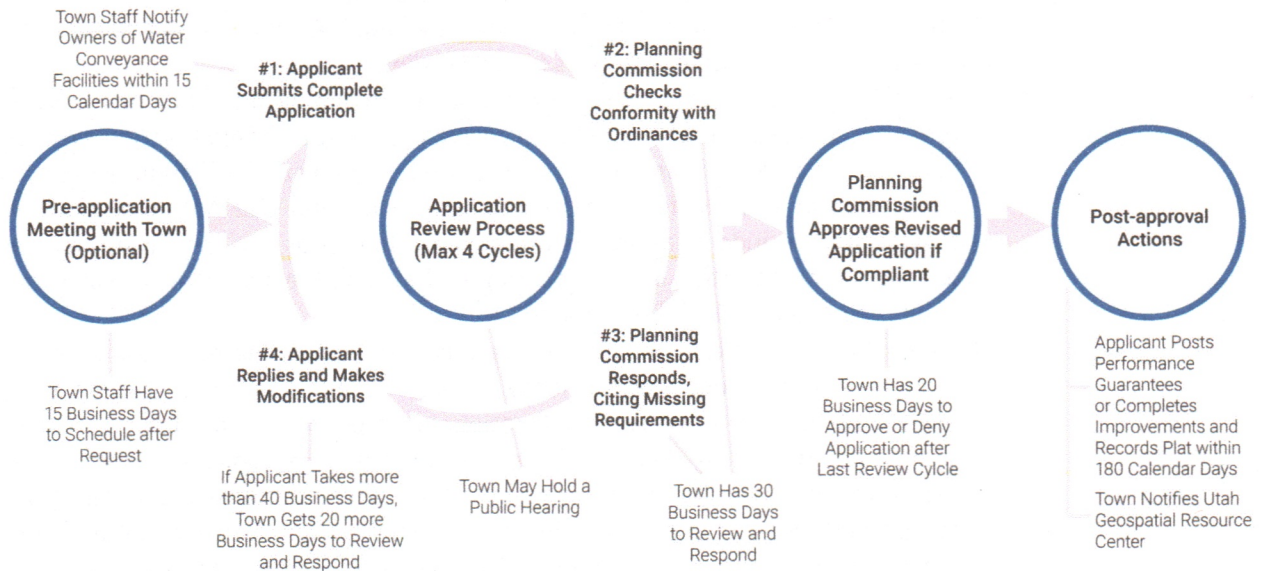 Town Staff Notify
Owners of Water
Conveyance
Facilities within 15
Calendar Days
#1: Applicant
Submits Complete
Application
#2: Planning
Commission
Checks
Conformity with
Ordinances
Pre-application
Meeting with Town
(Optional)
Application
Review Process
(Max 4 Cycles)
Planning
Commission
Approves Revised
Application if
Compliant
Post-approval
Actions
#4: Applicant
Replies and Makes
Modifications
#3: Planning
Commission
Responds,
Citing Missing
Requirements
Town Staff Have
15 Business Days
to Schedule after
Request
If Applicant Takes more
than 40 Business Days,
Town Gets 20 more
Business Days to Review
and Respond
Town May Hold a
Public Hearing
Town Has 30
Business Days
to Review and
Respond
Town Has 20
Business Days to
Approve or Deny
Application after
Last Review Cylcle
Applicant Posts
Performance
Guarantees
or Completes
Improvements and
Records Plat within
180 Calendar Days
Town Notifies Utah
Geospatial Resource
Center